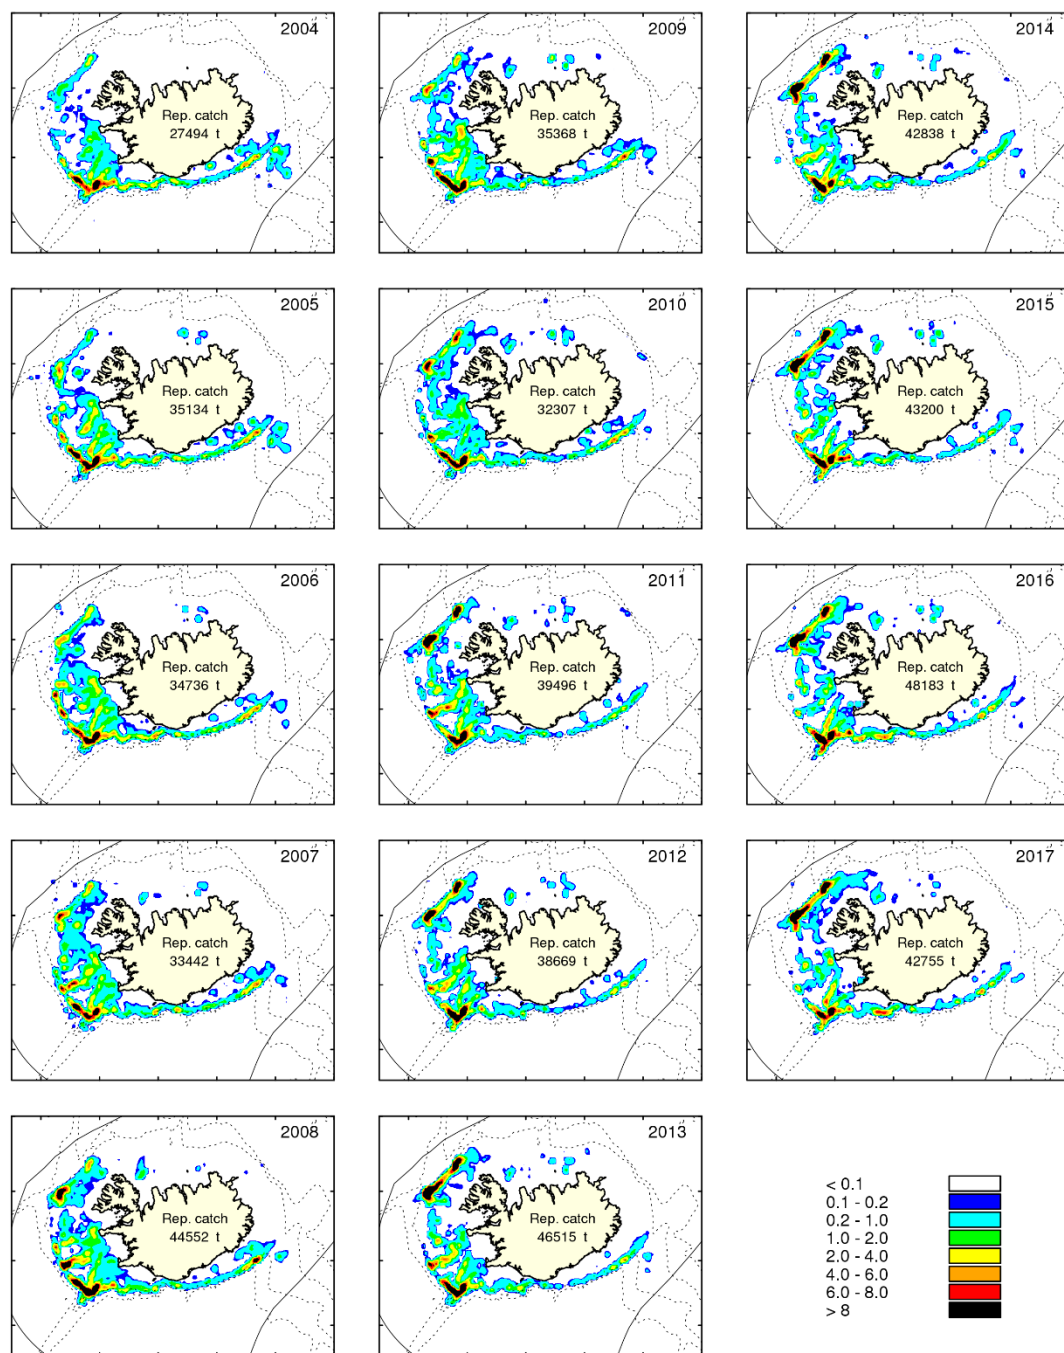 2004
Rep. catch
27494 t
2009
Rep. catch
35368 t
2014
Rep. catch
42838 t
2005
Rep. catch
35134 t
2010
Rep. catch
32307 t
2015
Rep. catch
43200 t
2006
Rep. catch
34736 t
2011
Rep. catch
39496 t
2016
Rep. catch
48183 t
2007
Rep. catch
33442 t
2012
Rep. catch
38669 t
2017
Rep. catch
42755 t
2008
Rep. catch
44552 t
2013
Rep. catch
46515 t
< 0.1
0.1 - 0.2
0.2 - 1.0
1.0 - 2.0
2.0 - 4.0
4.0 - 6.0
6.0 - 8.0
> 8